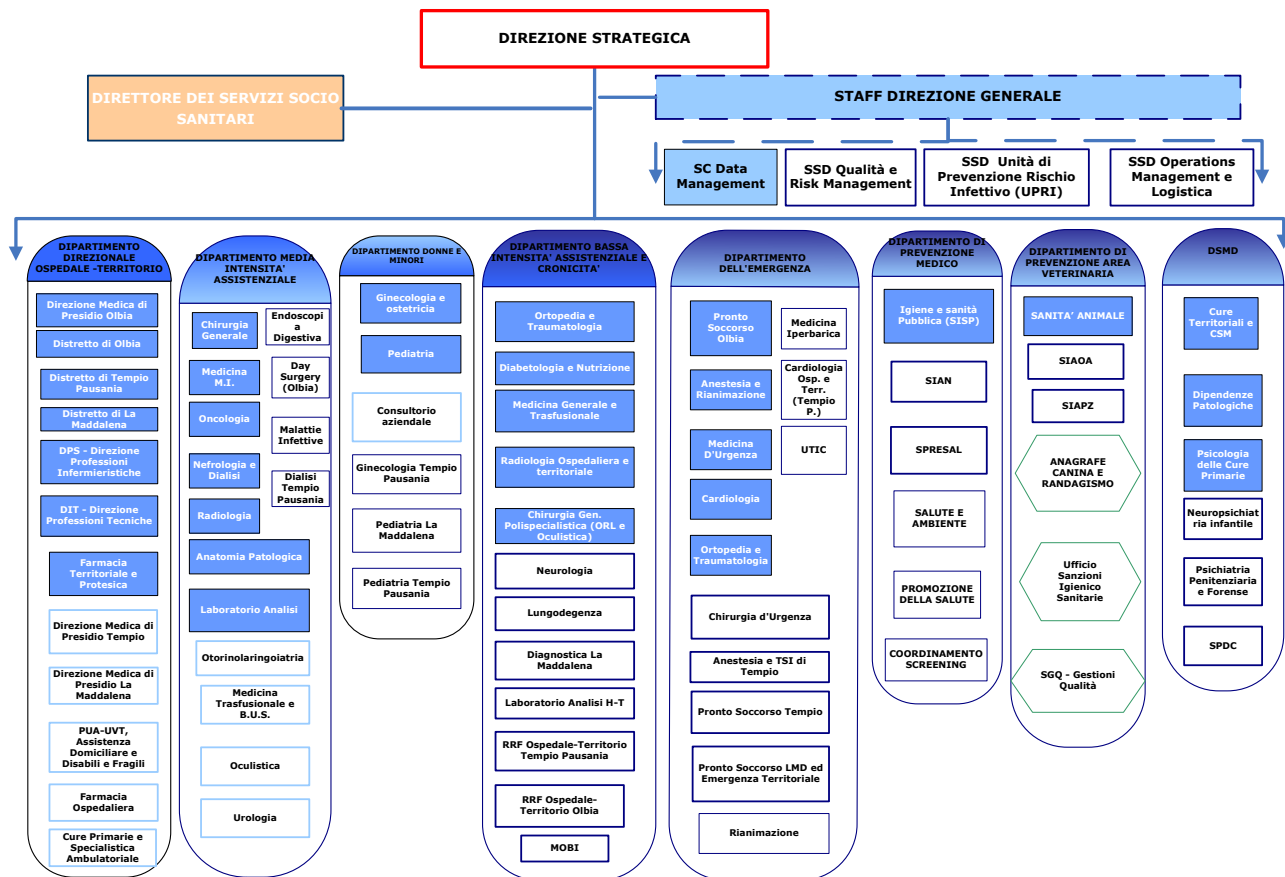 DIREZIONE STRATEGICA
DIRETTORE DEI SERVIZI SOCIO
SANITARI
STAFF DIREZIONE GENERALE
SC Data
Management
SSD Qualità e
Risk Management
SSD Unità di
Prevenzione Rischio
Infettivo (UPRI)
SSD Operations
Management e
Logistica
DIPARTIMENTO
DIREZIONALE
OSPEDALE -TERRITORIO
Direzione Medica di
Presidio Olbia
Distretto di Olbia
Distretto di Tempio
Pausania
Distretto di La
Maddalena
DPS - Direzione
Professioni
Infermieristiche
DIT - Direzione
Professioni Tecniche
Farmacia
Territoriale e
Protesica
Direzione Medica di
Presidio Tempio
Direzione Medica di
Presidio La
Maddalena
PUA-UVT,
Assistenza
Domiciliare e
Disabili e Fragili
Farmacia
Ospedaliera
Cure Primarie e
Specialistica
Ambulatoriale
DIPARTIMENTO MEDIA
INTENSITA' ASSISTENZIALE
Chirurgia
Generale
Endoscopi
a
Digestiva
Medicina
M.I.
Day
Surgery
(Olbia)
Oncologia
Malattie
Infettive
Nefrologia e
Dialisi
Dialisi
Tempio
Pausania
Radiologia
Anatomia Patologica
Laboratorio Analisi
Otorinolaringoiatria
Medicina
Trasfusionale e
B.U.S.
Oculistica
Urologia
DIPARTIMENTO DONNE E
MINORI
Ginecologia e
ostetricia
Pediatria
Consultorio
aziendale
Ginecologia Tempio
Pausania
Pediatria La
Maddalena
Pediatria Tempio
Pausania
DIPARTIMENTO BASSA
INTENSITA' ASSISTENZIALE E
CRONICITA'
Ortopedia e
Traumatologia
Diabetologia e Nutrizione
Medicina Generale e
Trasfusionale
Radiologia Ospedaliera e
territoriale
Chirurgia Gen.
Polispecialistica (ORL e
Oculistica)
Neurologia
Lungodegenza
Diagnostica La
Maddalena
Laboratorio Analisi H-T
RRF Ospedale-Territorio
Tempio Pausania
RRF Ospedale-
Territorio Olbia
MOBI
DIPARTIMENTO
DELL'EMERGENZA
Pronto
Soccorso
Olbia
Medicina
Iperbarica
Anestesia e
Rianimazione
Cardiologia
Osp. e
Terr.
(Tempio
P.)
Medicina
D'Urgenza
UTIC
Cardiologia
Ortopedia e
Traumatologia
Chirurgia d'Urgenza
Anestesia e TSI di
Tempio
Pronto Soccorso Tempio
Pronto Soccorso LMD ed
Emergenza Territoriale
Rianimazione
DIPARTIMENTO DI
PREVENZIONE
MEDICO
Igiene e sanità
Pubblica (SISP)
SIAN
SPRESAL
SALUTE E
AMBIENTE
PROMOZIONE
DELLA SALUTE
COORDINAMENTO
SCREENING
DIPARTIMENTO DI
PREVENZIONE AREA
VETERINARIA
SANITA' ANIMALE
SIAOA
SIAPZ
ANAGRAFE
CANINA E
RANDAGISMO
Ufficio
Sanzioni
Igienico
Sanitarie
SGQ - Gestioni
Qualità
DSMD
Cure
Territoriali e
CSM
Dipendenze
Patologiche
Psicologia
delle Cure
Primarie
Neuropsichiat
ria infantile
Psichiatria
Penitenziaria
e Forense
SPDC